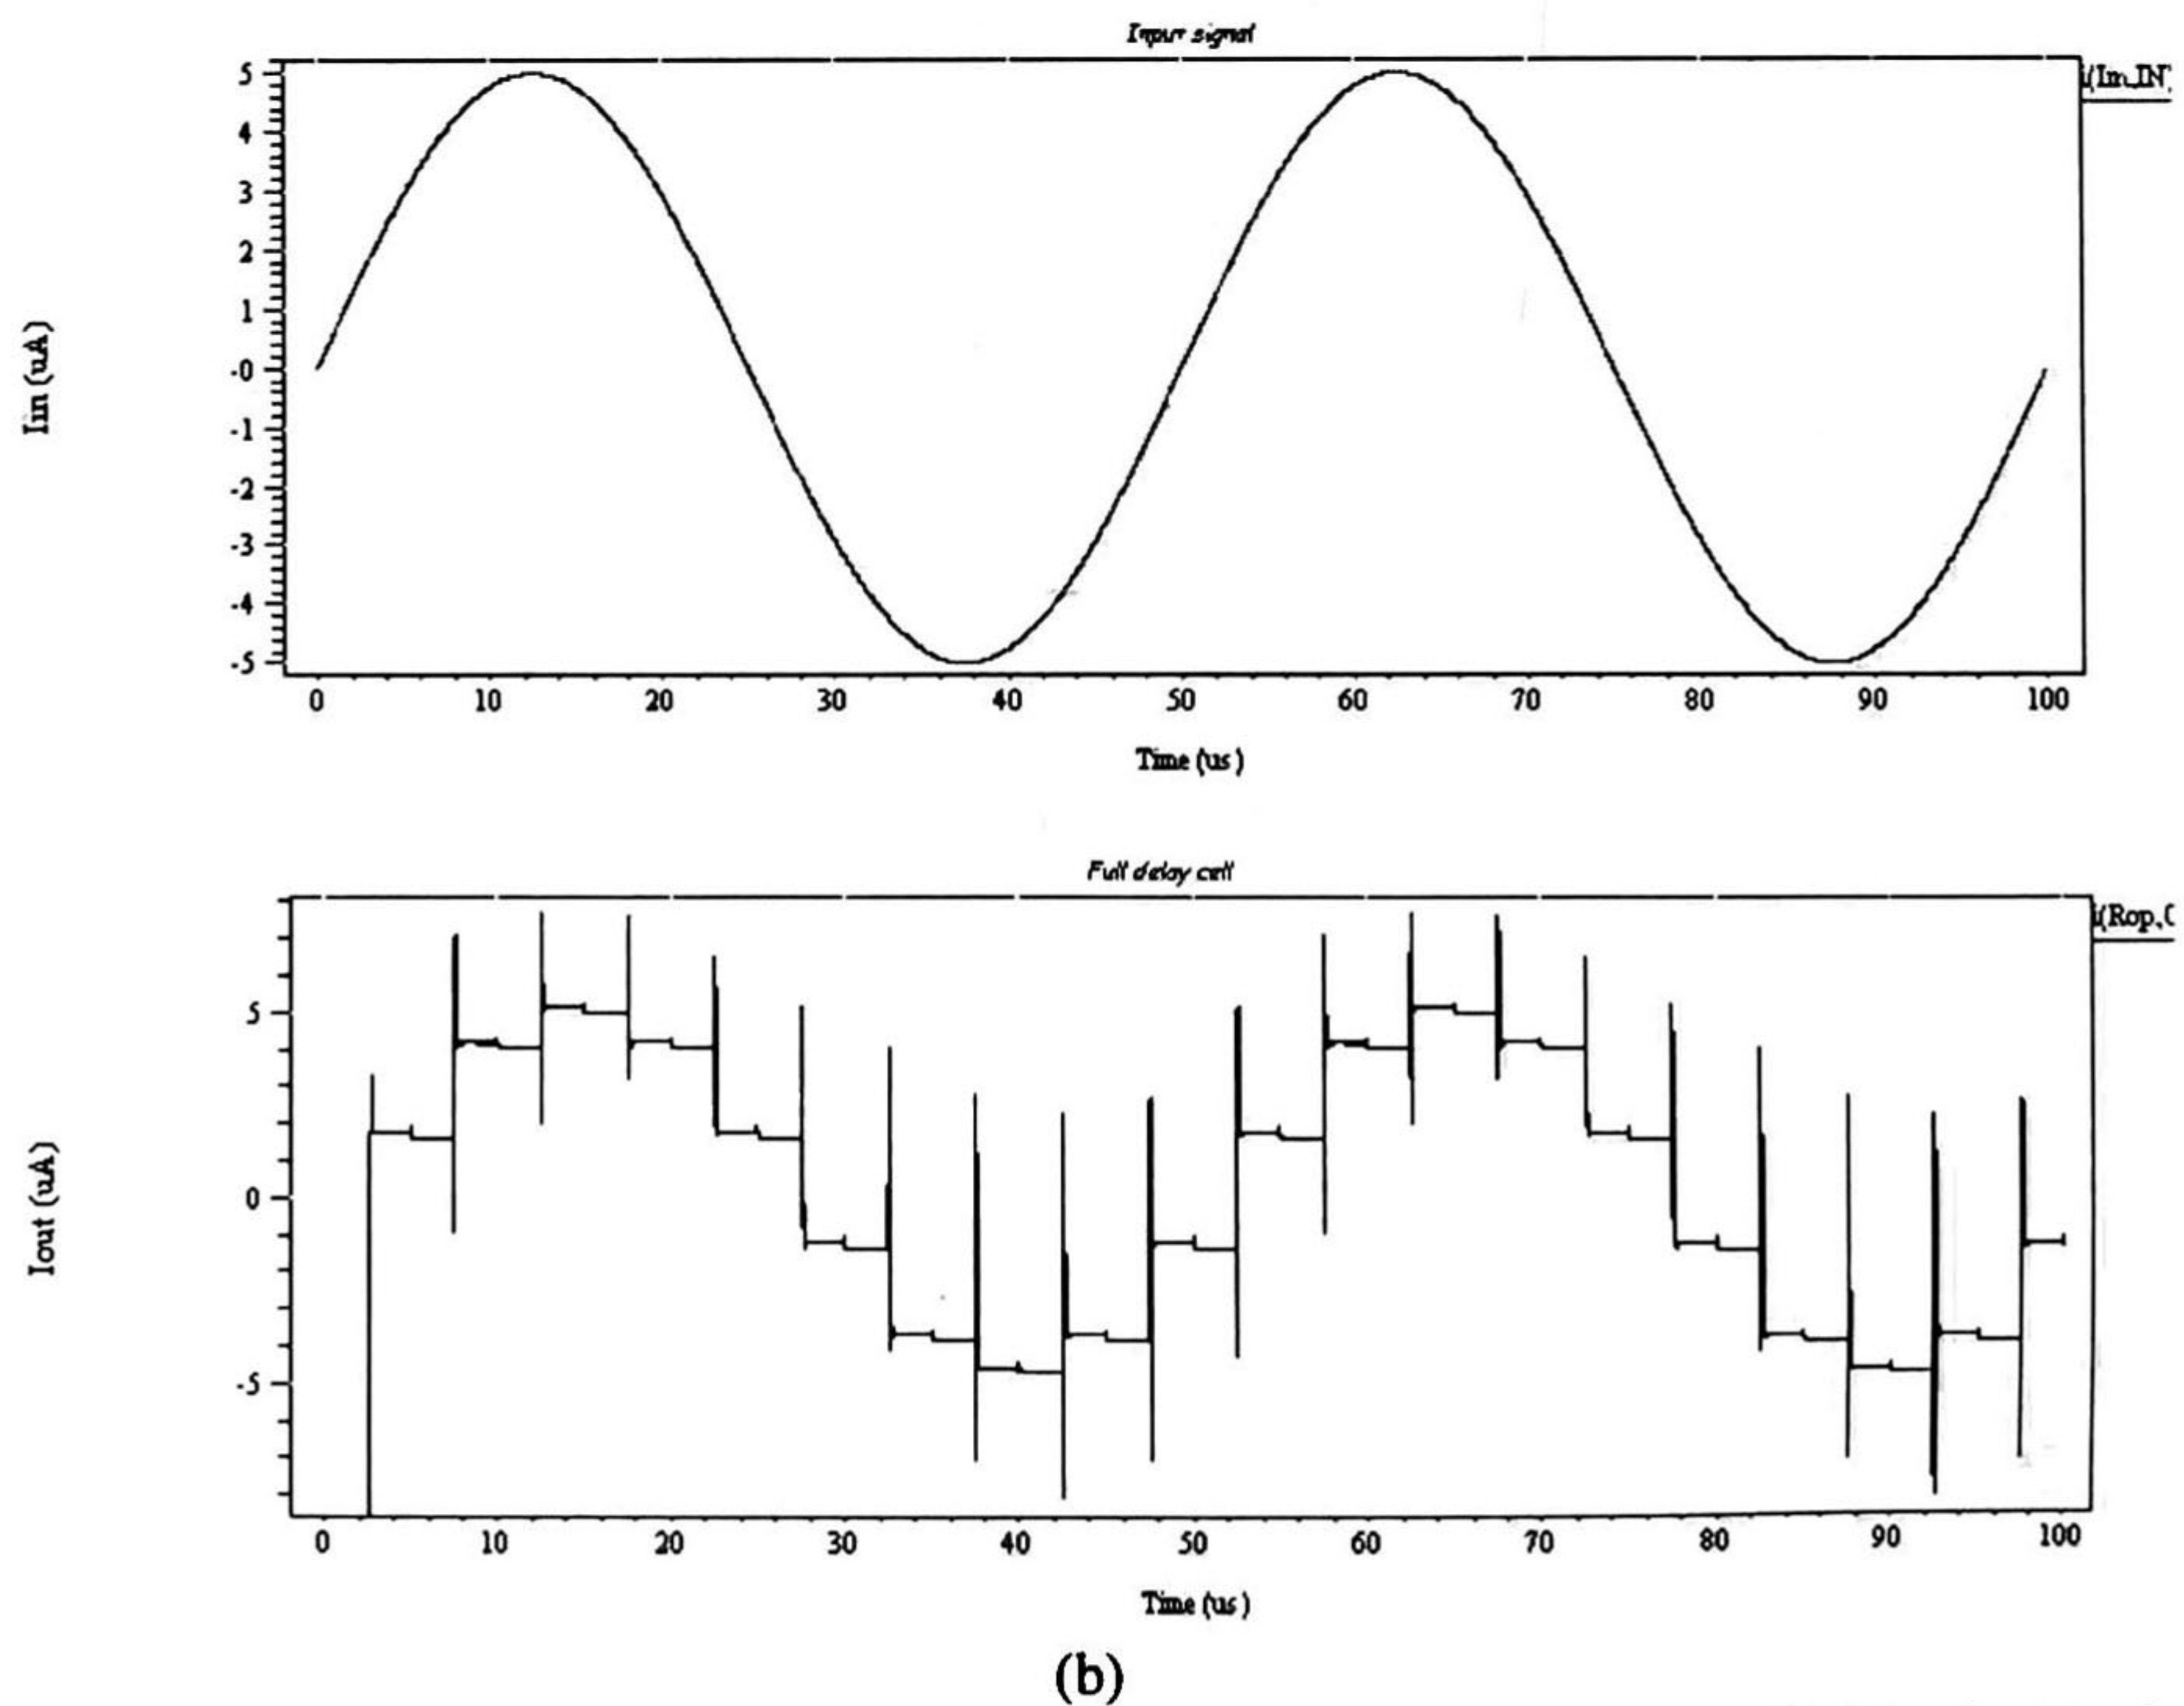 Input signal
i(Im_IN
5
4
3
2
1
-0
-1
-2
-3
-4
-5
Iin (uA)
0 10 20 30 40 50 60 70 80 90 100
Time (us)
Full delay cell
i(Rop,
5
0
-5
Iout (uA)
0 10 20 30 40 50 60 70 80 90 100
Time (us)
(b)